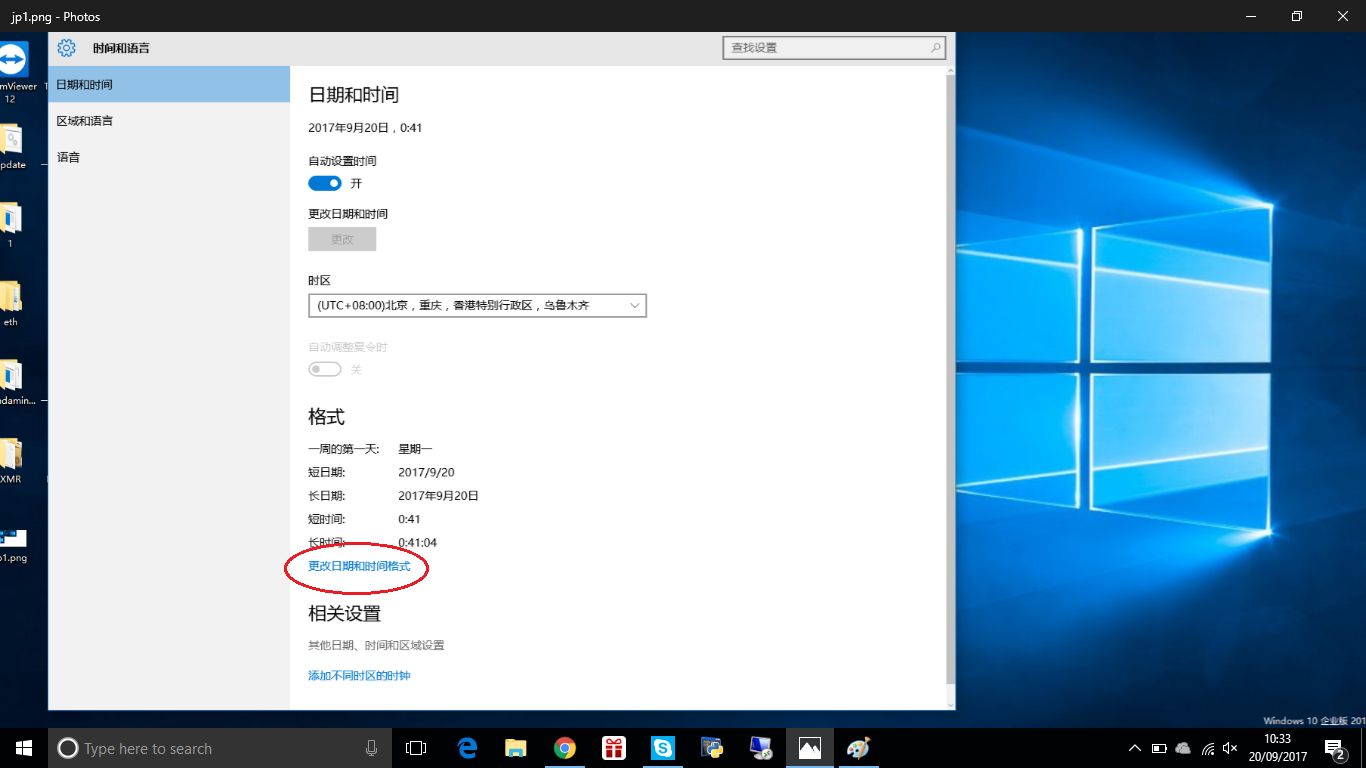 jp1.png - Photos
时间和语言
查找设置
mViewer
12
pdate
1
eth
ndamin...
XMR
p1.png
日期和时间
区域和语言
语音
日期和时间
2017年9月20日，0:41
自动设置时间
开
更改日期和时间
更改
时区
(UTC+08:00)北京，重庆，香港特别行政区，乌鲁木齐
自动调整夏令时
关
格式
一周的第一天: 星期一
短日期: 2017/9/20
长日期: 2017年9月20日
短时间: 0:41
长时间: 0:41:04
更改日期和时间格式
相关设置
其他日期、时间和区域设置
添加不同时区的时钟
Windows 10 企业版 201
Type here to search
10:33
20/09/2017
2